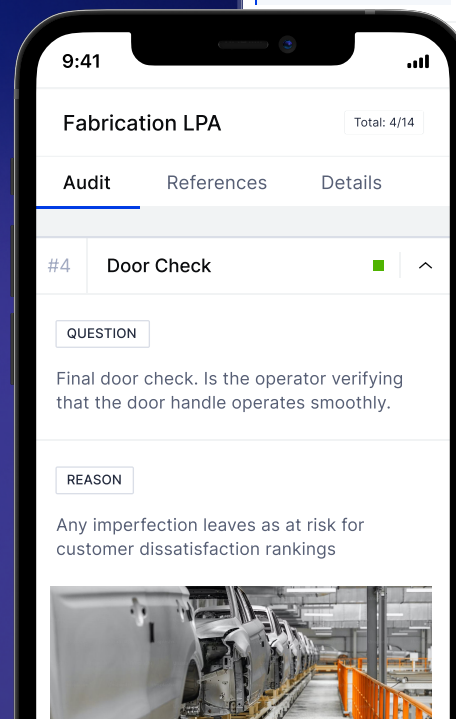 9:41
Fabrication LPA
Total: 4/14
Audit
References
Details
#4
Door Check
QUESTION
Final door check. Is the operator verifying
that the door handle operates smoothly.
REASON
Any imperfection leaves as at risk for
customer dissatisfaction rankings